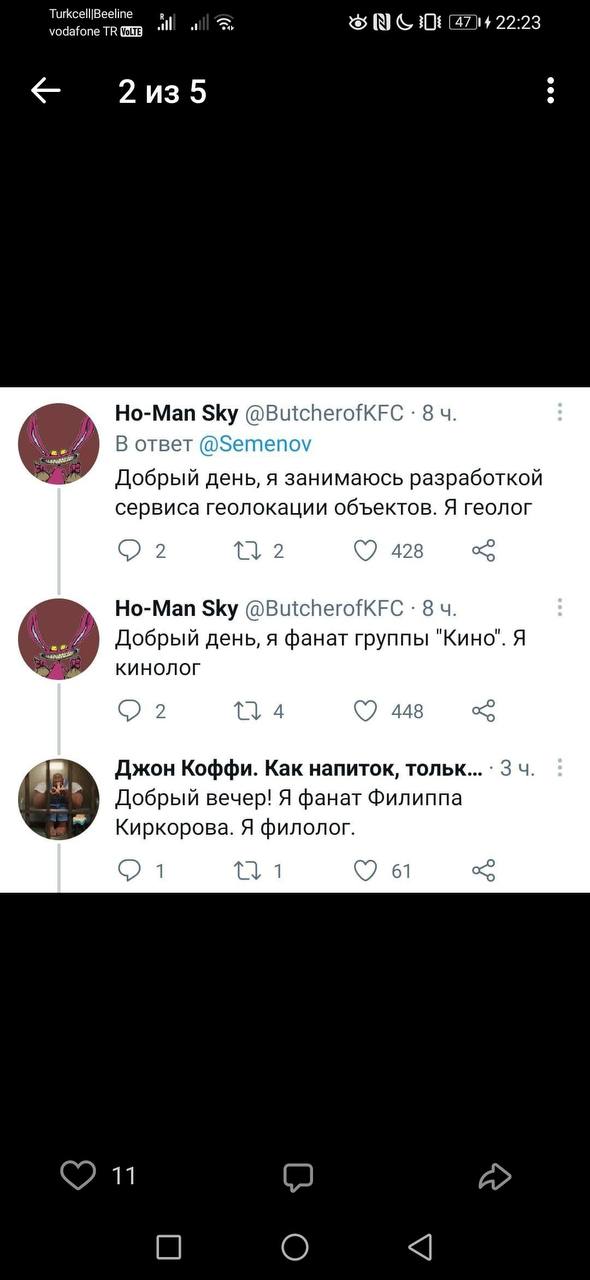 Turkcell|Beeline
vodafone TR VoLTE
R
47
22:23
2 из 5
Ho-Man Sky @ButcherofKFC · 8 ч.
В ответ @Semenov
Добрый день, я занимаюсь разработкой
сервиса геолокации объектов. Я геолог
2 2 428
Ho-Man Sky @ButcherofKFC · 8 ч.
Добрый день, я фанат группы "Кино". Я
кинолог
2 4 448
Джон Коффи. Как напиток, тольк... · 3 ч.
Добрый вечер! Я фанат Филиппа
Киркорова. Я филолог.
1 1 61
11